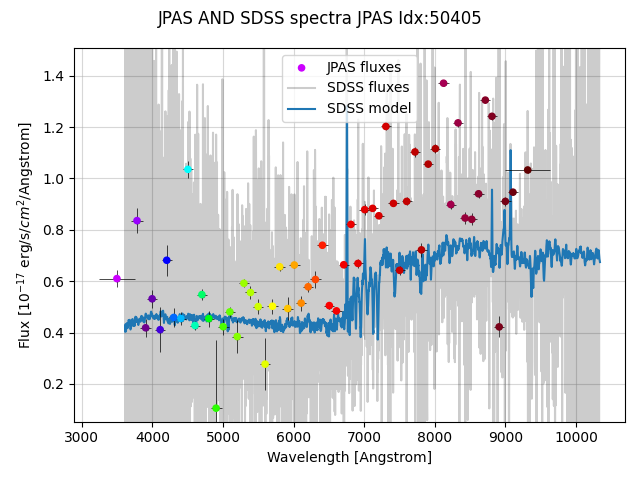 JPAS AND SDSS spectra JPAS Idx:50405
JPAS fluxes
SDSS fluxes
SDSS model
1.4
1.2
1.0
0.8
0.6
0.4
0.2
Flux [10⁻¹⁷ erg/s/cm²/Angstrom]
3000 4000 5000 6000 7000 8000 9000 10000
Wavelength [Angstrom]